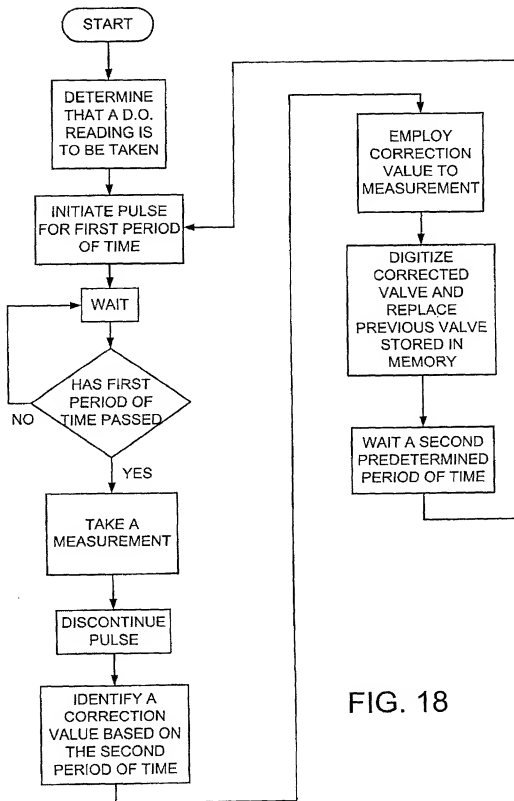 START
DETERMINE
THAT A D.O.
READING IS
TO BE TAKEN
INITIATE PULSE
FOR FIRST PERIOD
OF TIME
WAIT
HAS FIRST
PERIOD OF
TIME PASSED
NO
YES
TAKE A
MEASUREMENT
DISCONTINUE
PULSE
IDENTIFY A
CORRECTION
VALUE BASED ON
THE SECOND
PERIOD OF TIME
EMPLOY
CORRECTION
VALUE TO
MEASUREMENT
DIGITIZE
CORRECTED
VALVE AND
REPLACE
PREVIOUS VALVE
STORED IN
MEMORY
WAIT A SECOND
PREDETERMINED
PERIOD OF TIME
FIG. 18